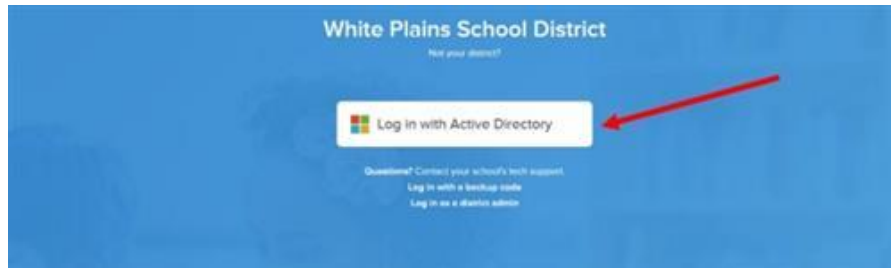 White Plains School District
Not your district?
Log in with Active Directory
Questions? Contact your school's tech support.
Log in with a backup code
Log in as a district admin